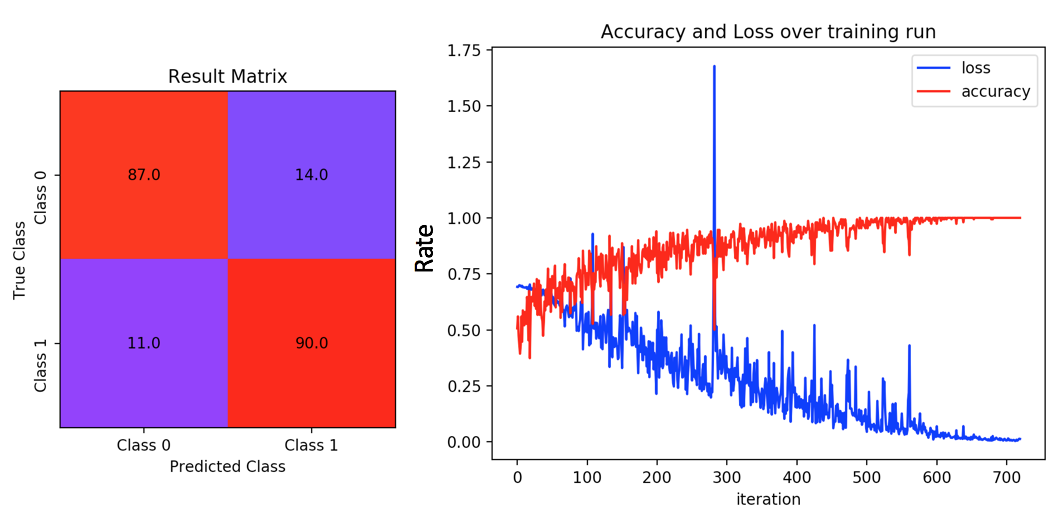 Result Matrix
Class 0
Class 1
True Class
87.0
14.0
11.0
90.0
Class 0
Class 1
Predicted Class
Accuracy and Loss over training run
loss
accuracy
Rate
1.75
1.50
1.25
1.00
0.75
0.50
0.25
0.00
0
100
200
300
400
500
600
700
iteration